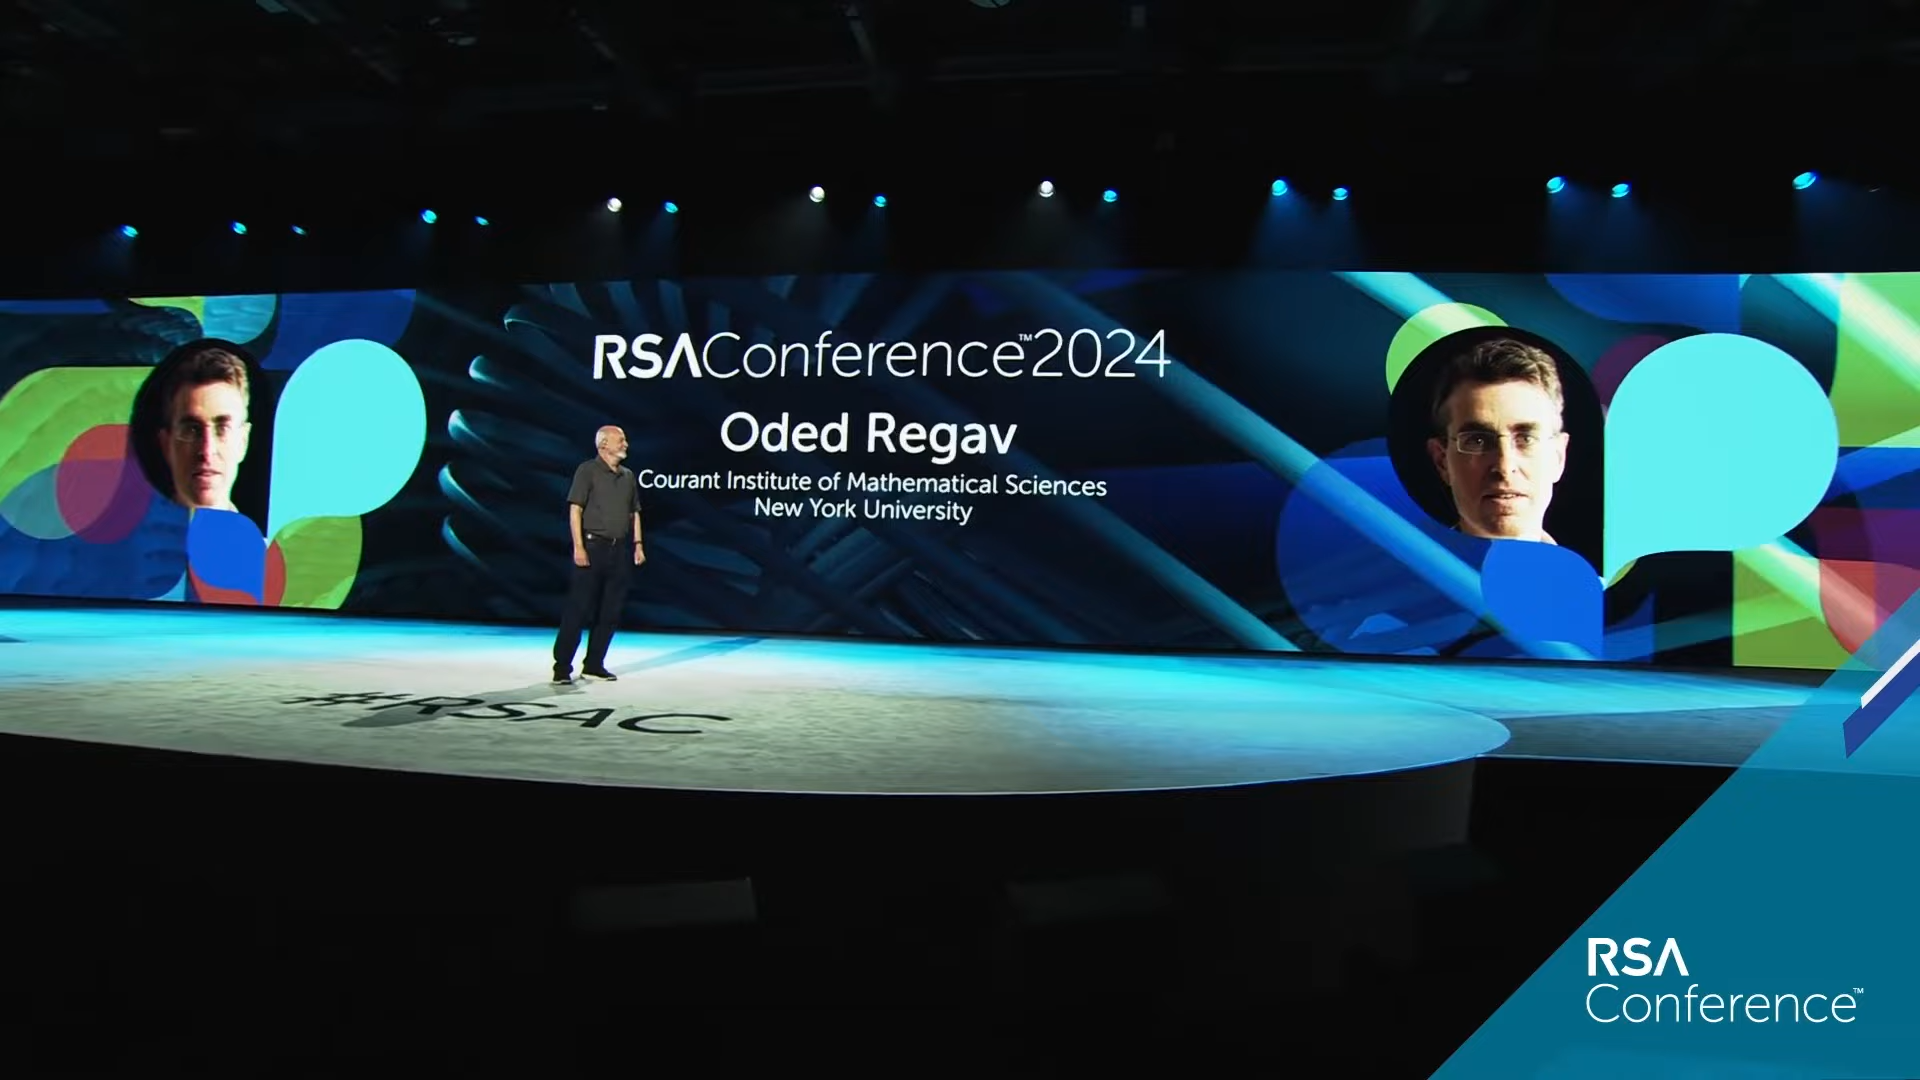 RSAConference™2024
Oded Regav
Courant Institute of Mathematical Sciences
New York University
#RSAC
RSA
Conference™